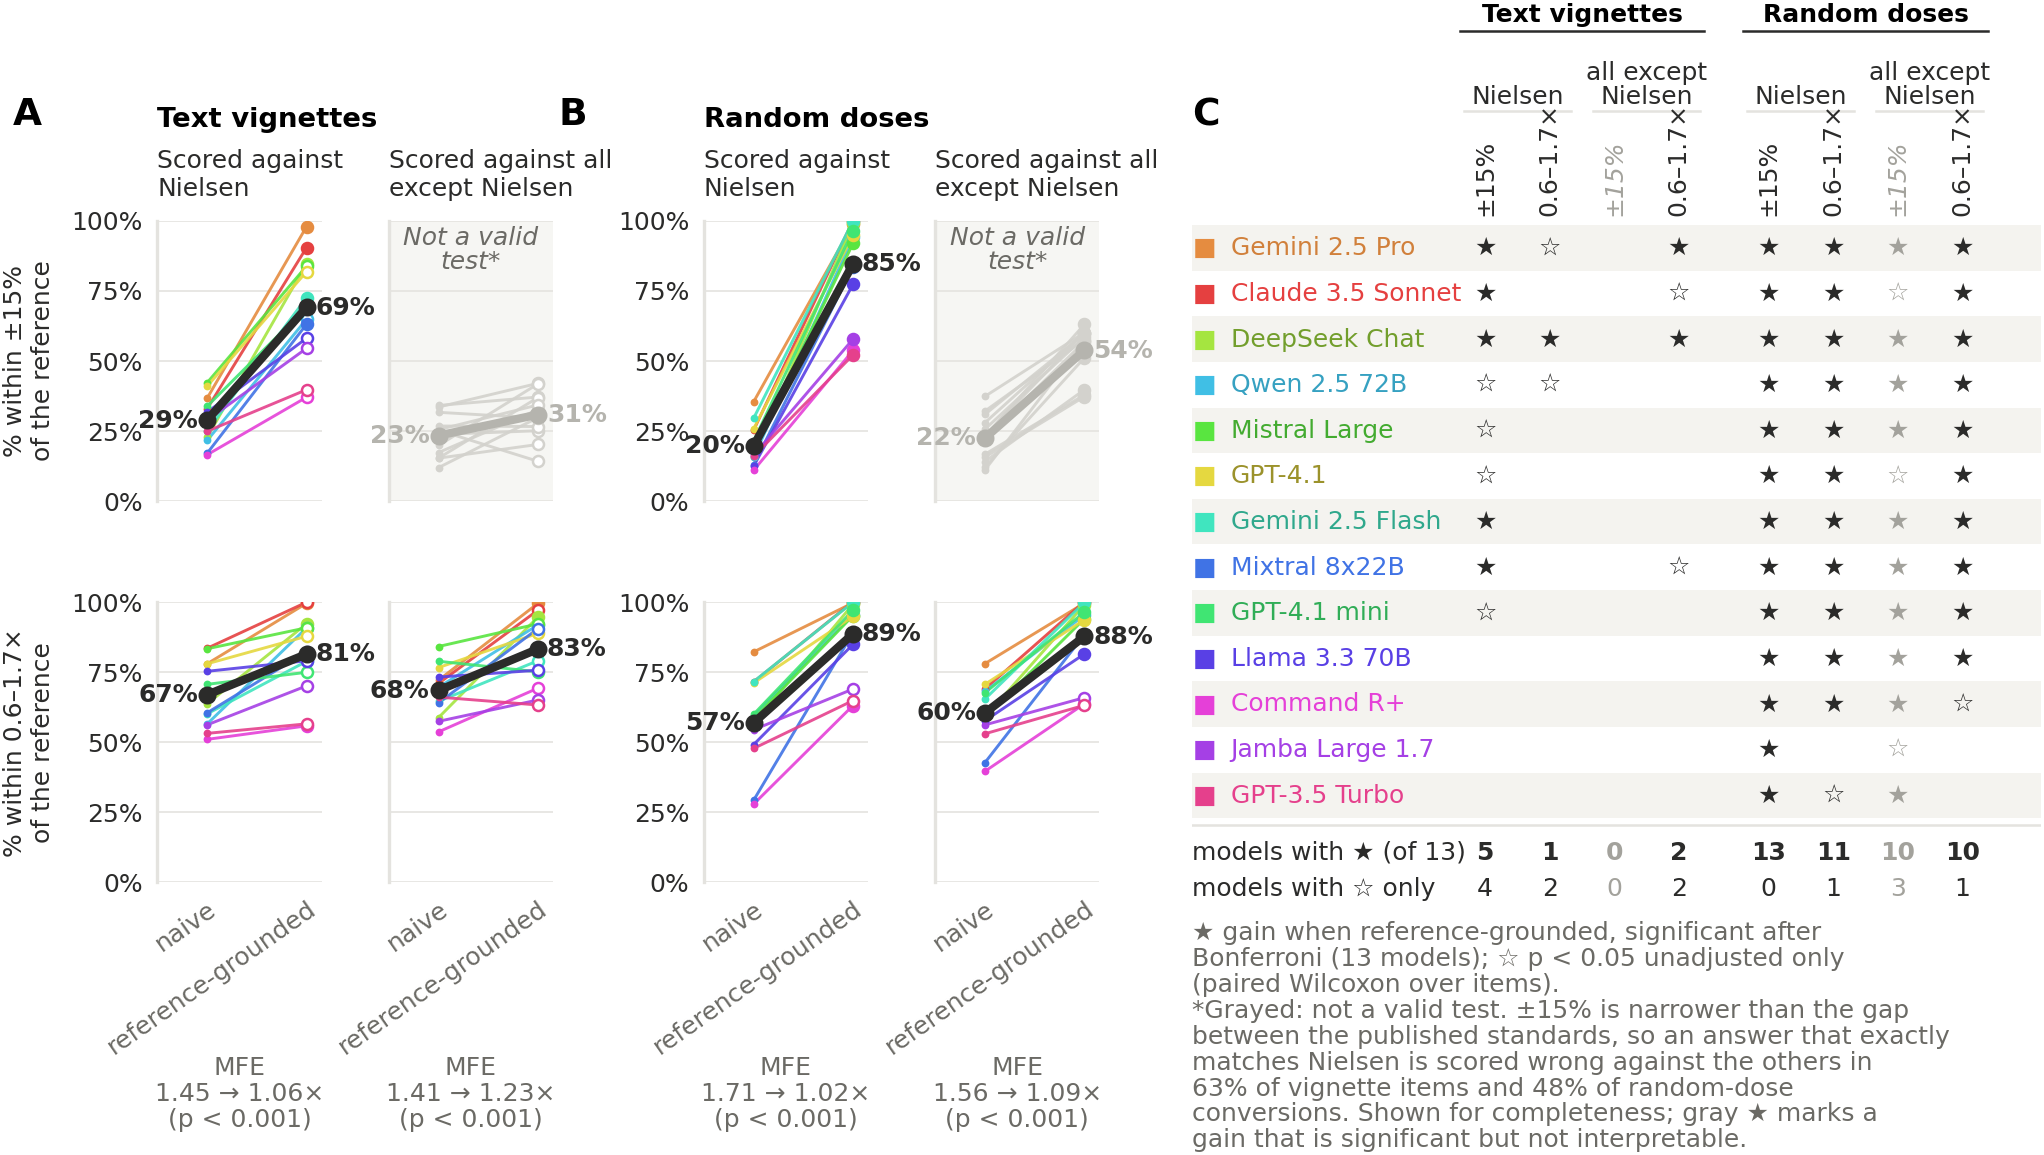 A
Text vignettes
Scored against
Nielsen
Scored against all
except Nielsen
% within ±15%
of the reference
100%
75%
50%
25%
0%
29%
69%
Not a valid
test*
23%
31%
% within 0.6–1.7×
of the reference
100%
75%
50%
25%
0%
67%
81%
68%
83%
naive
reference-grounded
naive
reference-grounded
MFE
1.45 → 1.06×
(p < 0.001)
MFE
1.41 → 1.23×
(p < 0.001)
B
Random doses
Scored against
Nielsen
Scored against all
except Nielsen
100%
75%
50%
25%
0%
20%
85%
Not a valid
test*
22%
54%
100%
75%
50%
25%
0%
57%
89%
60%
88%
naive
reference-grounded
naive
reference-grounded
MFE
1.71 → 1.02×
(p < 0.001)
MFE
1.56 → 1.09×
(p < 0.001)
C
Text vignettes Random doses
Nielsen all except Nielsen Nielsen all except Nielsen
±15% 0.6–1.7× ±15% 0.6–1.7× ±15% 0.6–1.7× ±15% 0.6–1.7×
Gemini 2.5 Pro ★ ☆ ★ ★ ★ ★ ★
Claude 3.5 Sonnet ★ ☆ ★ ★ ☆ ★
DeepSeek Chat ★ ★ ★ ★ ★ ★ ★
Qwen 2.5 72B ☆ ☆ ★ ★ ★ ★
Mistral Large ☆ ★ ★ ★ ★
GPT-4.1 ☆ ★ ★ ☆ ★
Gemini 2.5 Flash ★ ★ ★ ★ ★
Mixtral 8x22B ★ ☆ ★ ★ ★ ★
GPT-4.1 mini ☆ ★ ★ ★ ★
Llama 3.3 70B ★ ★ ★ ★
Command R+ ★ ★ ★ ☆
Jamba Large 1.7 ★ ☆
GPT-3.5 Turbo ★ ☆ ★
models with ★ (of 13) 5 1 0 2 13 11 10 10
models with ☆ only 4 2 0 2 0 1 3 1
★ gain when reference-grounded, significant after
Bonferroni (13 models); ☆ p < 0.05 unadjusted only
(paired Wilcoxon over items).
*Grayed: not a valid test. ±15% is narrower than the gap
between the published standards, so an answer that exactly
matches Nielsen is scored wrong against the others in
63% of vignette items and 48% of random-dose
conversions. Shown for completeness; gray ★ marks a
gain that is significant but not interpretable.